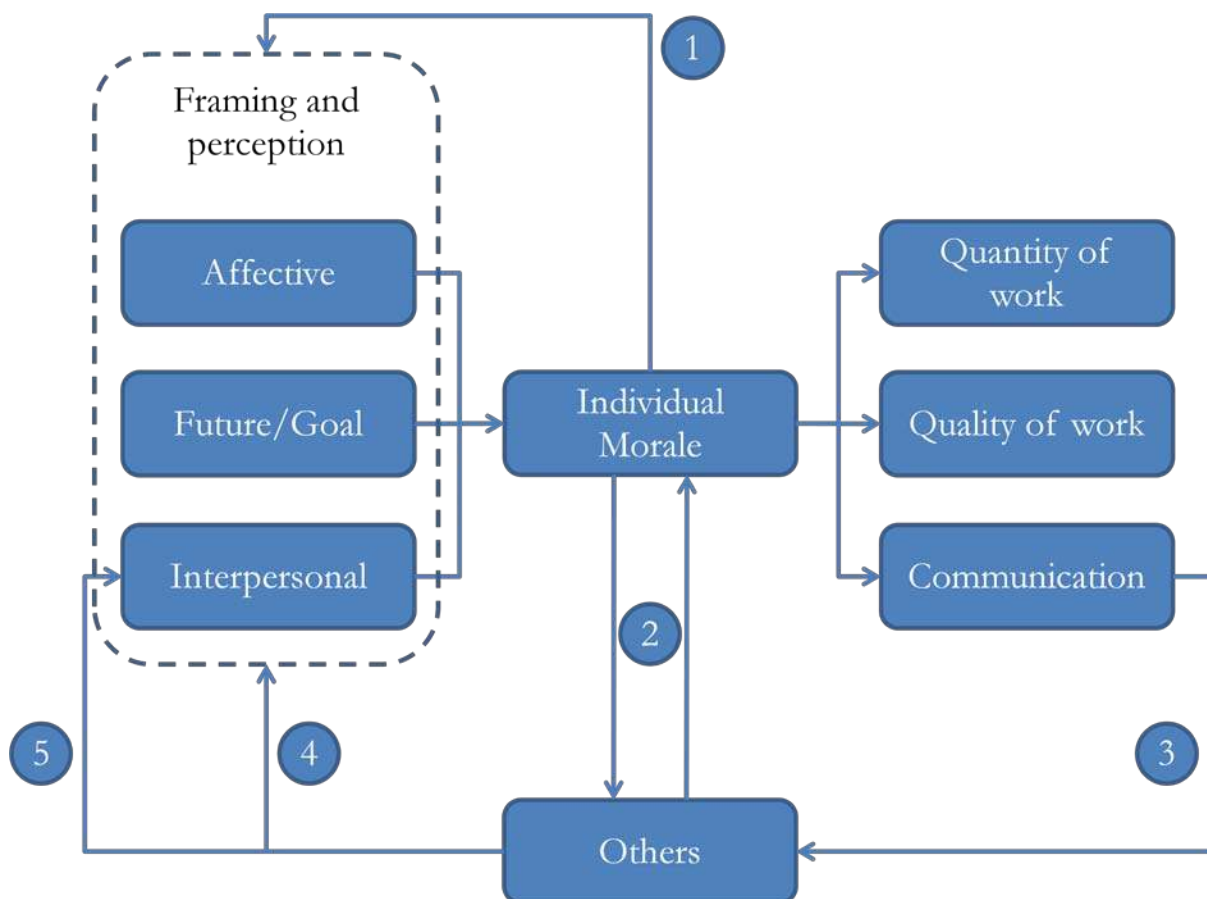 1
Framing and
perception
Affective
Quantity of
work
Future/Goal
Individual
Morale
Quality of work
Interpersonal
Communication
2
5
4
3
Others